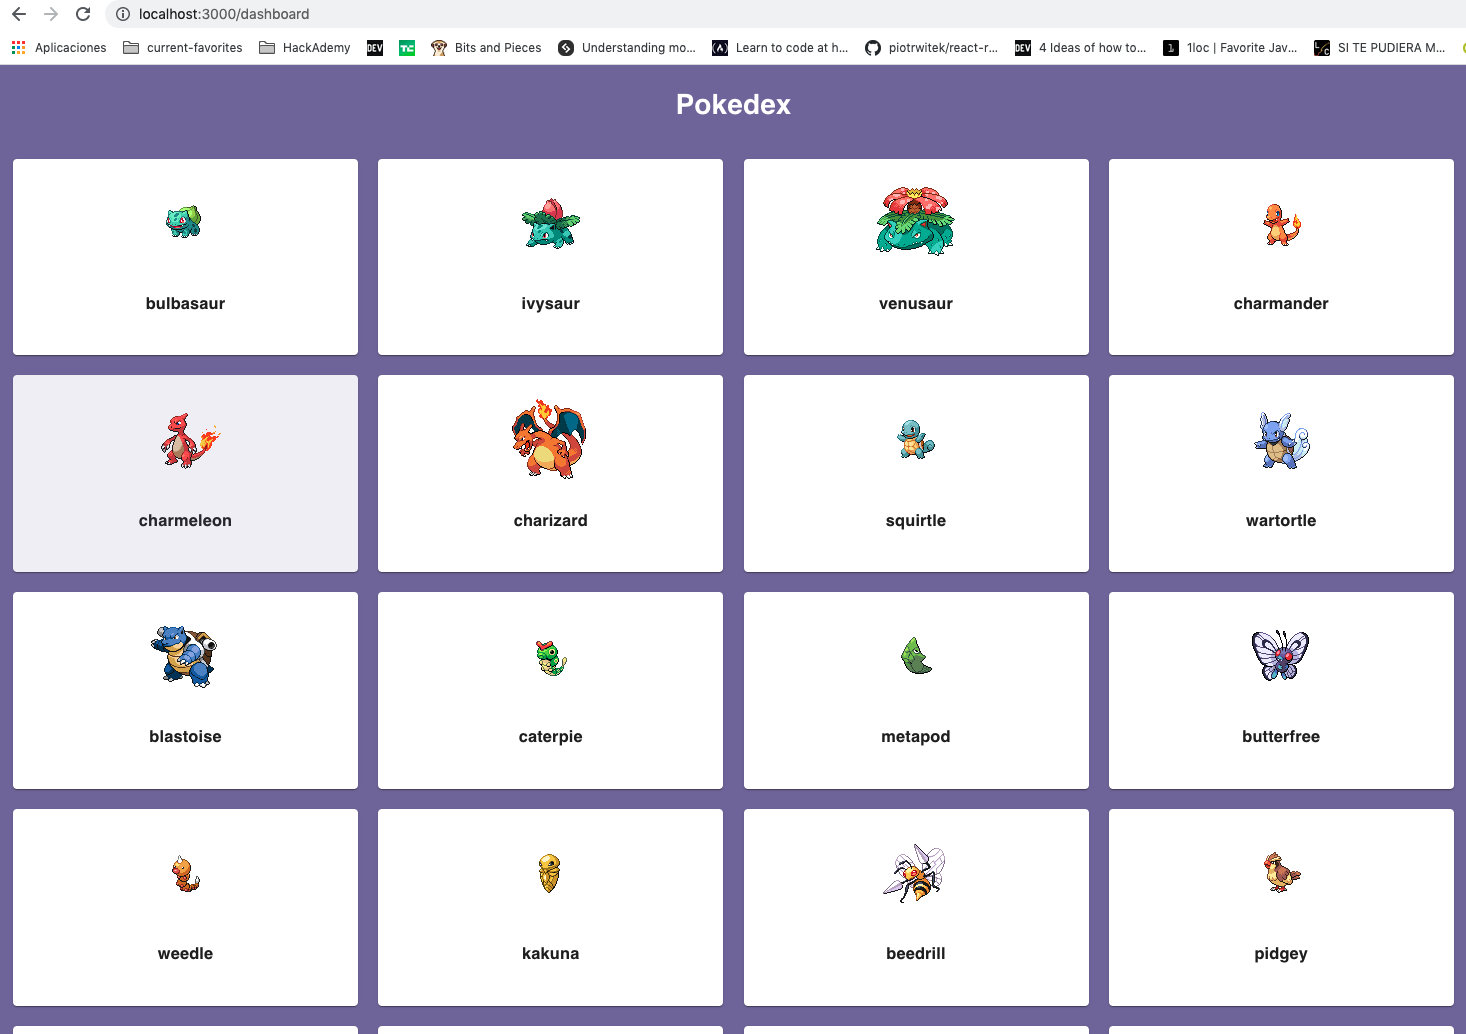 localhost:3000/dashboard
Aplicaciones current-favorites HackAdemy DEV TC Bits and Pieces Understanding mo... Learn to code at h... piotrwitek/react-r... DEV 4 Ideas of how to... 1 1loc | Favorite Jav... L C SI TE PUDIERA M...
Pokedex
bulbasaur ivysaur venusaur charmander
charmeleon charizard squirtle wartortle
blastoise caterpie metapod butterfree
weedle kakuna beedrill pidgey